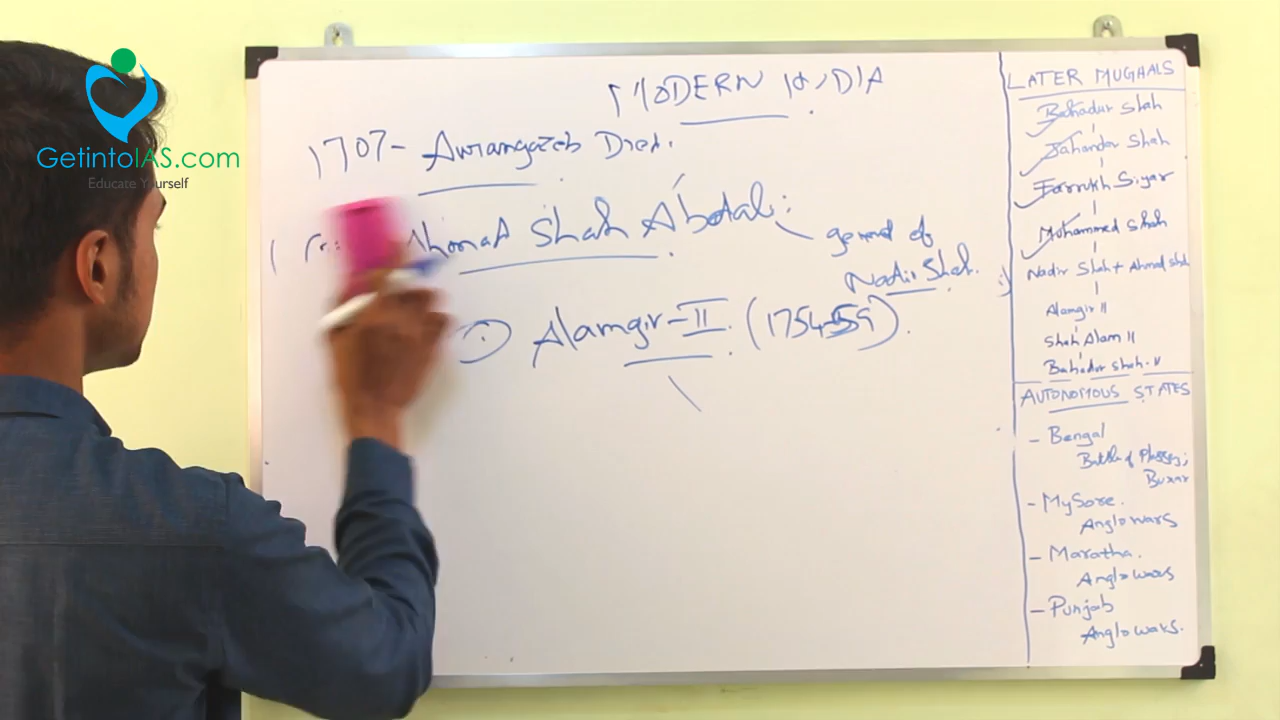 GetintoIAS.com
Educate Yourself
MODERN INDIA
1707- Aurangazeb Died.
Ahmad Shah Abdali:
general of
Nadir Shah.
Alamgir-II. (1754-59).
LATER MUGHALS
Bahadur Shah
Jahandar Shah
Farrukh Siyar
Mohammed Shah
Nadir Shah + Ahmad Shah
Alamgir II
Shah Alam II
Bahadur Shah-II
AUTONOMOUS STATES
- Bengal
Battle of Plassey;
Buxar
- MySore.
Anglo wars
- Maratha.
Anglo wars
- Punjab
Anglo wars.